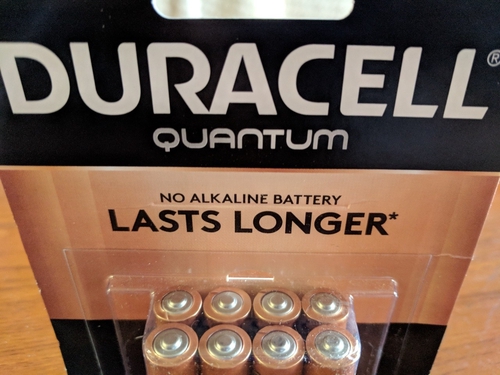 DURACELL®
QUANTUM
NO ALKALINE BATTERY
LASTS LONGER*